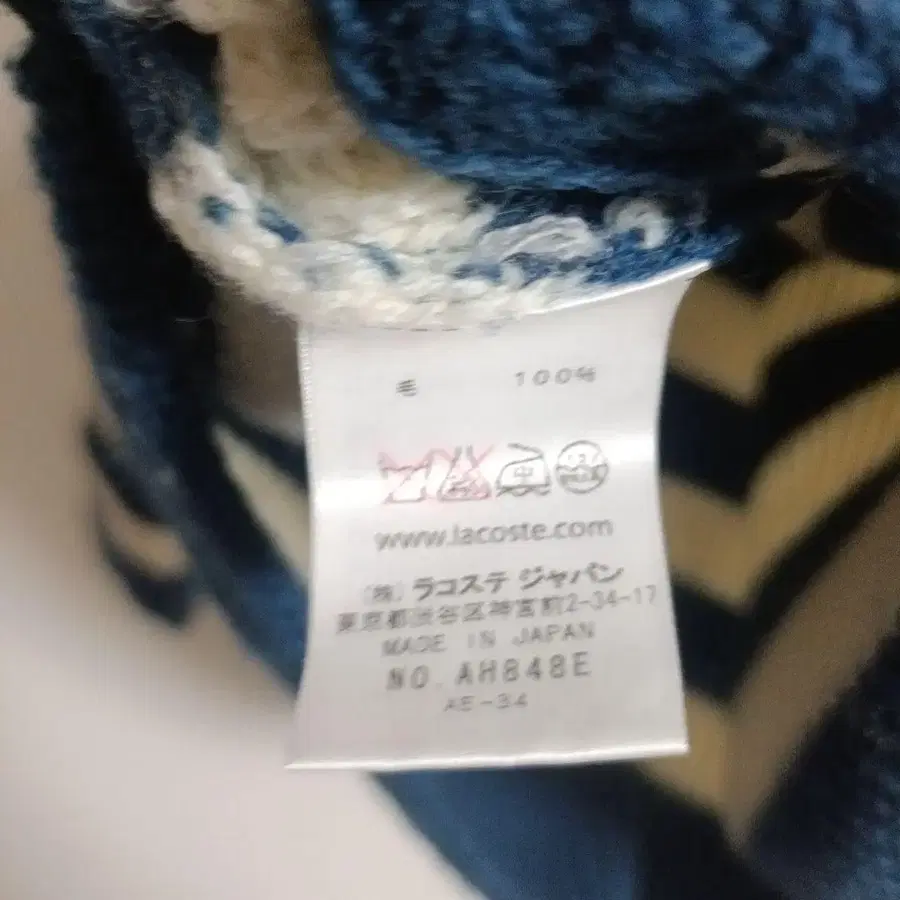 毛 100%
中
www.lacoste.com
(株) ラコステ ジャパン
東京都渋谷区神宮前2-34-17
MADE IN JAPAN
NO. AH848E
AE-34